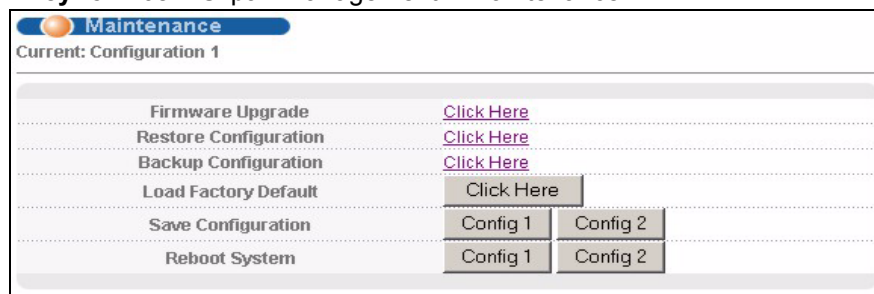 Maintenance
Current: Configuration 1
Firmware Upgrade Click Here
Restore Configuration Click Here
Backup Configuration Click Here
Load Factory Default Click Here
Save Configuration Config 1 Config 2
Reboot System Config 1 Config 2